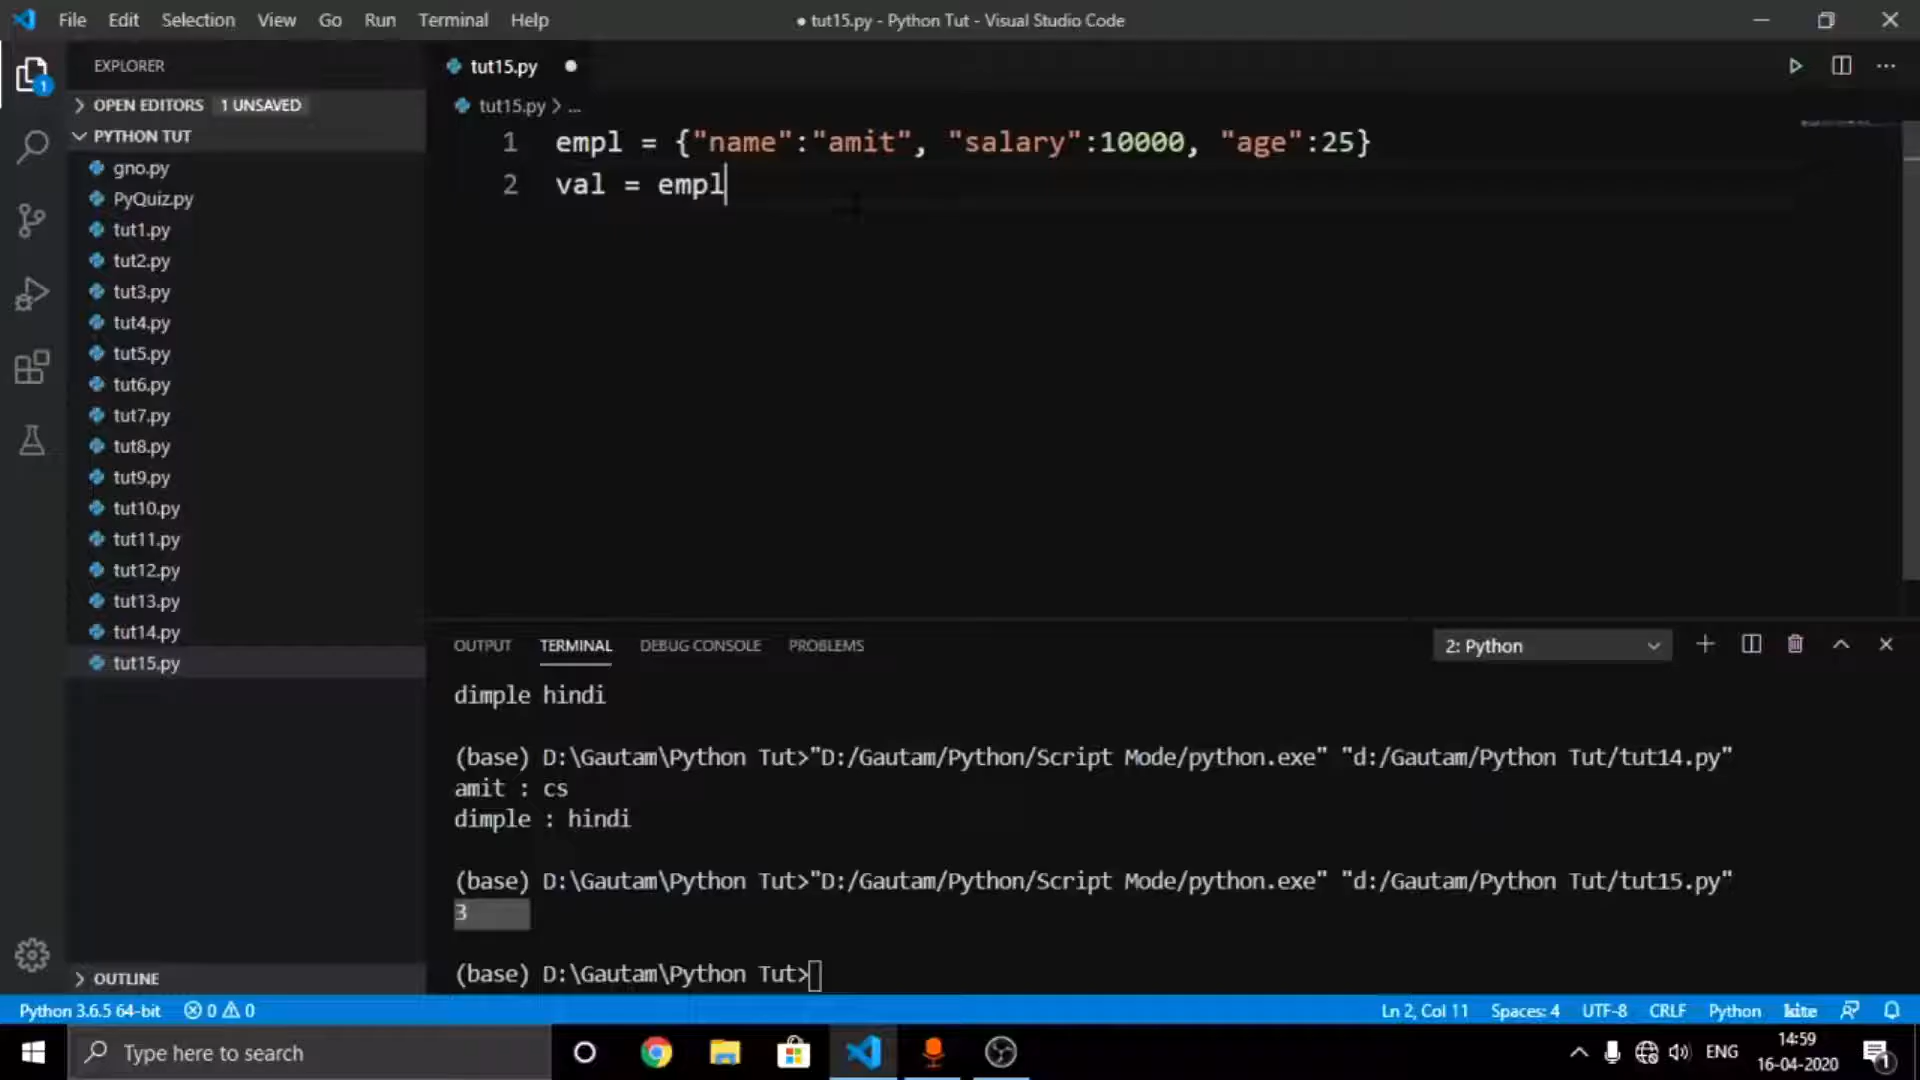 File Edit Selection View Go Run Terminal Help
● tut15.py - Python Tut - Visual Studio Code
EXPLORER
OPEN EDITORS 1 UNSAVED
PYTHON TUT
gno.py
PyQuiz.py
tut1.py
tut2.py
tut3.py
tut4.py
tut5.py
tut6.py
tut7.py
tut8.py
tut9.py
tut10.py
tut11.py
tut12.py
tut13.py
tut14.py
tut15.py
OUTLINE
1
tut15.py ●
tut15.py > ...
1 empl = {"name":"amit", "salary":10000, "age":25}
2 val = empl
OUTPUT TERMINAL DEBUG CONSOLE PROBLEMS
2: Python
dimple hindi
(base) D:\Gautam\Python Tut>"D:/Gautam/Python/Script Mode/python.exe" "d:/Gautam/Python Tut/tut14.py"
amit : cs
dimple : hindi
(base) D:\Gautam\Python Tut>"D:/Gautam/Python/Script Mode/python.exe" "d:/Gautam/Python Tut/tut15.py"
3
(base) D:\Gautam\Python Tut>
Python 3.6.5 64-bit 0 0 Ln 2, Col 11 Spaces: 4 UTF-8 CRLF Python kite
Type here to search
ENG
14:59
16-04-2020
1